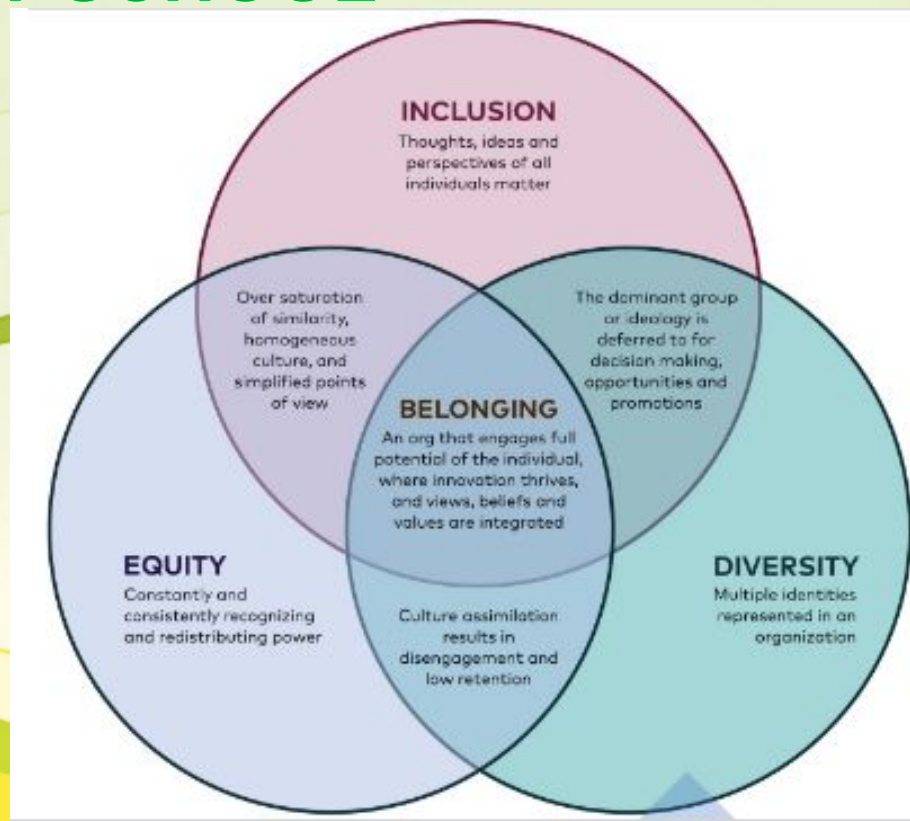 INCLUSION
Thoughts, ideas and
perspectives of all
individuals matter
Over saturation
of similarity,
homogeneous
culture, and
simplified points
of view
The dominant group
or ideology is
deferred to for
decision making,
opportunities and
promotions
BELONGING
An org that engages full
potential of the individual,
where innovation thrives,
and views, beliefs and
values are integrated
EQUITY
Constantly and
consistently recognizing
and redistributing power
DIVERSITY
Multiple identities
represented in an
organization
Culture assimilation
results in
disengagement and
low retention